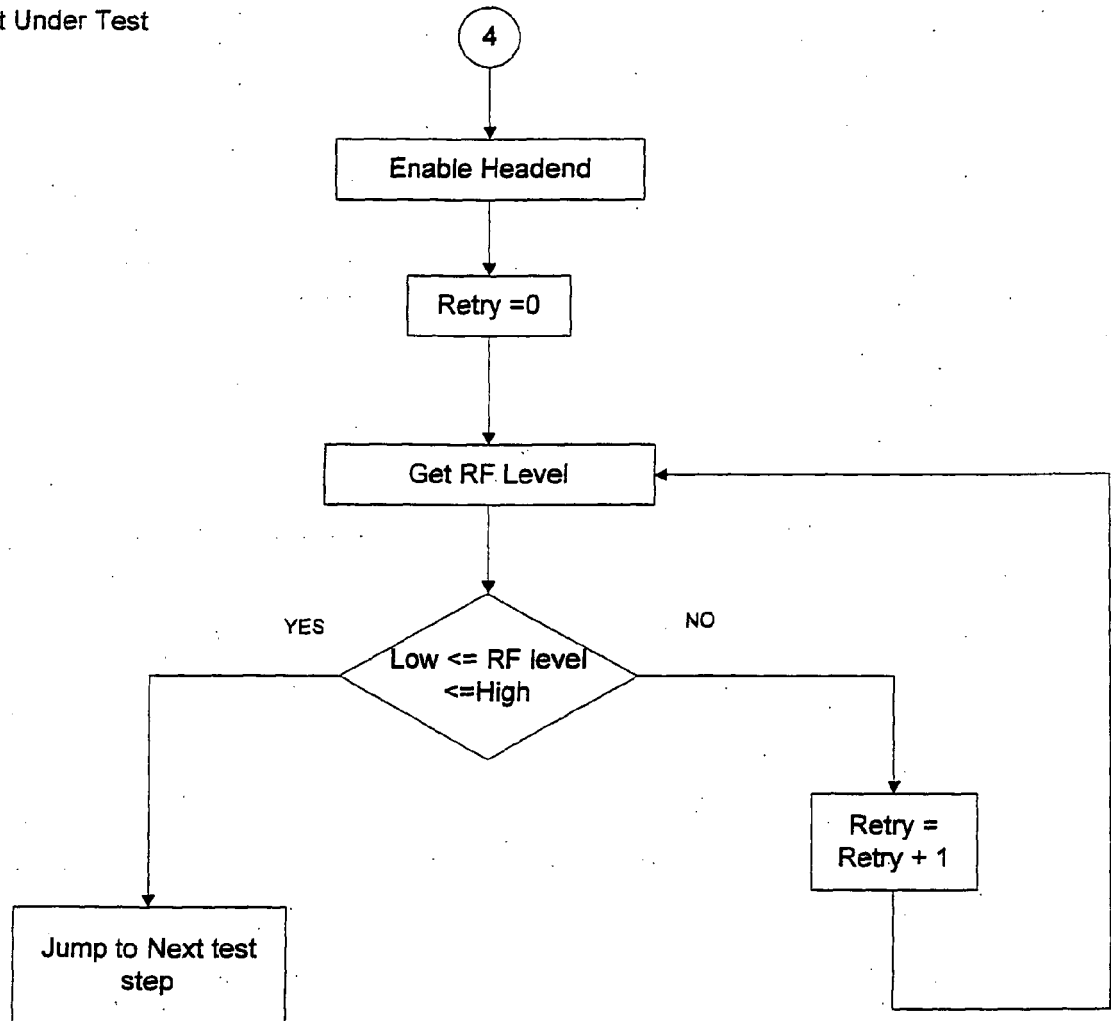 t Under Test
4
Enable Headend
Retry =0
Get RF Level
YES
NO
Low <= RF level
<=High
Retry =
Retry + 1
Jump to Next test
step